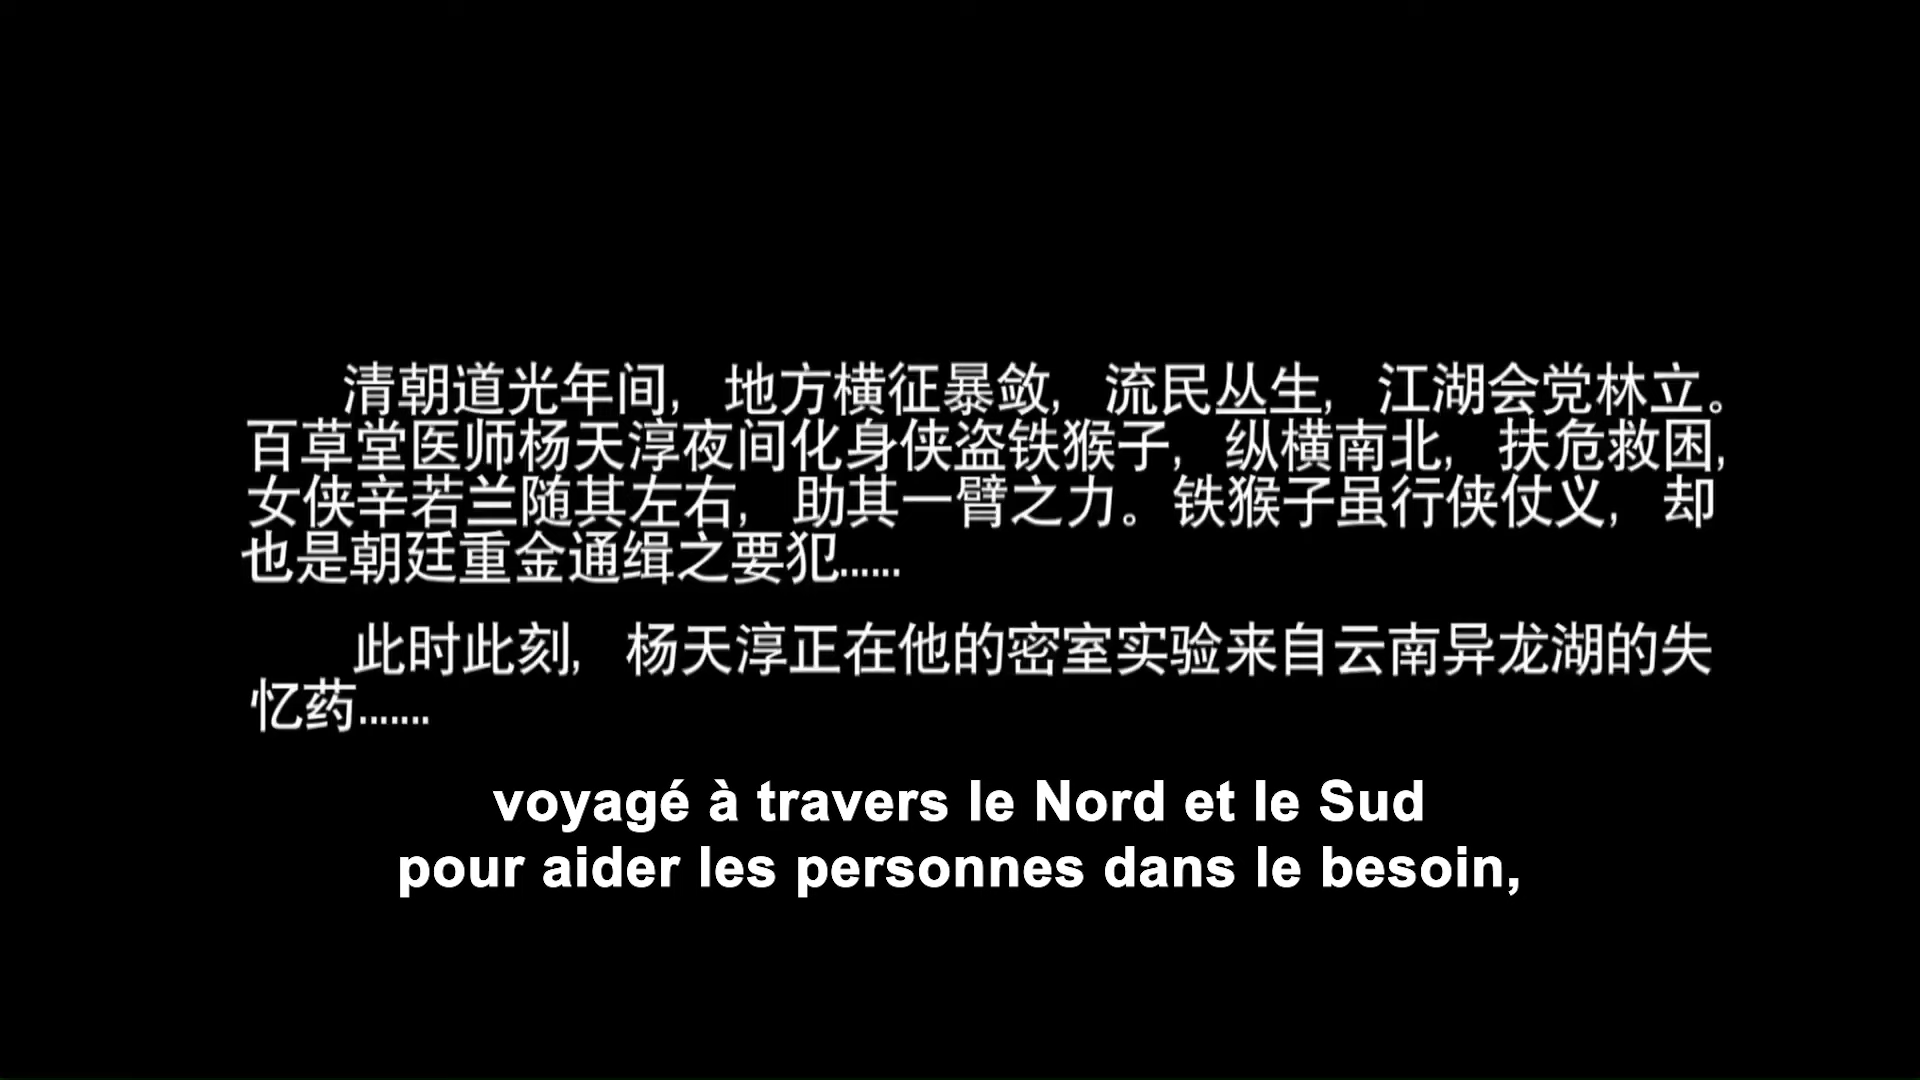 清朝道光年间，地方横征暴敛，流民丛生，江湖会党林立。
百草堂医师杨天淳夜间化身侠盗铁猴子，纵横南北，扶危救困，
女侠辛若兰随其左右，助其一臂之力。铁猴子虽行侠仗义，却
也是朝廷重金通缉之要犯......
此时此刻，杨天淳正在他的密室实验来自云南异龙湖的失
忆药.......
voyagé à travers le Nord et le Sud
pour aider les personnes dans le besoin,